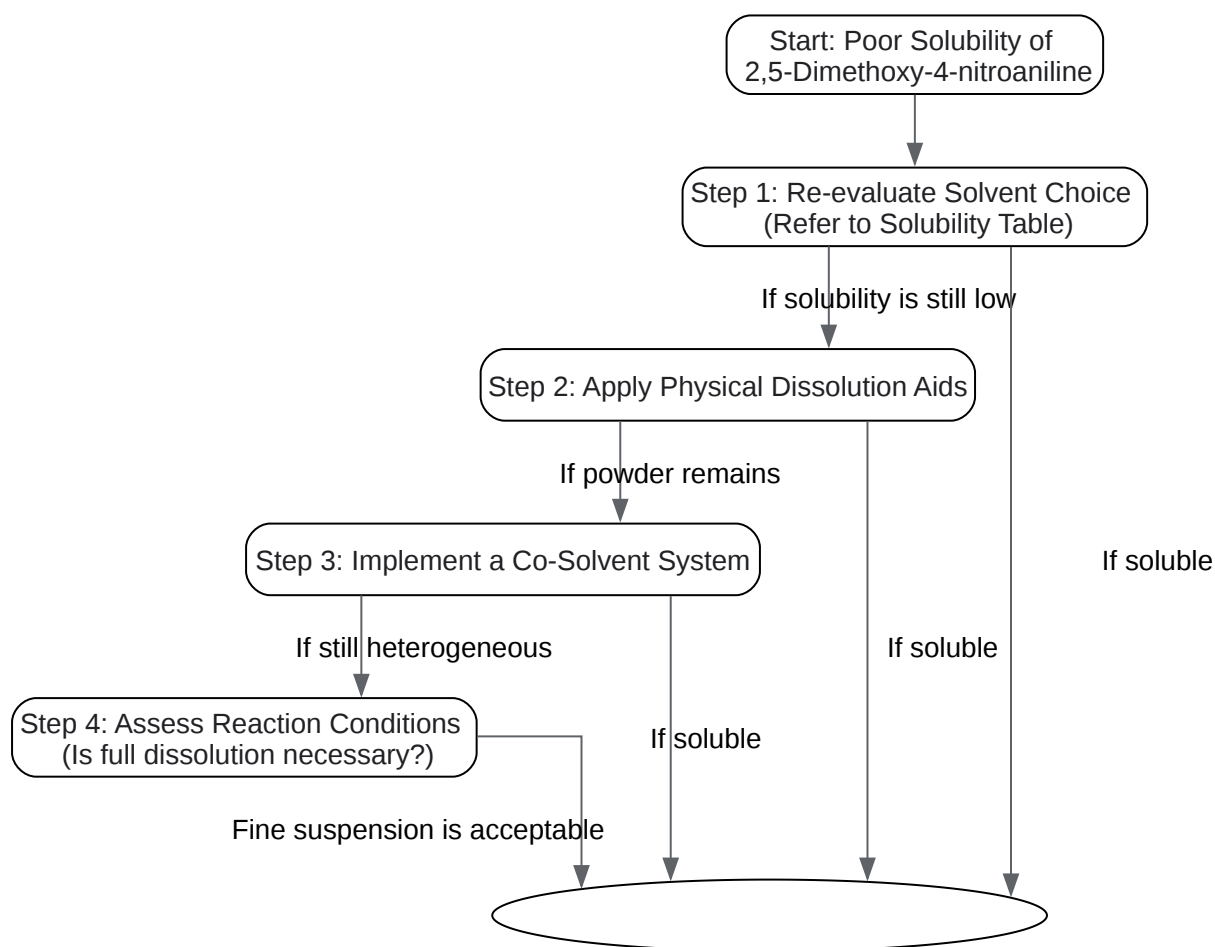 Start: Poor Solubility of
2,5-Dimethoxy-4-nitroaniline
Step 1: Re-evaluate Solvent Choice
(Refer to Solubility Table)
If solubility is still low
Step 2: Apply Physical Dissolution Aids
If powder remains
Step 3: Implement a Co-Solvent System
If soluble
If still heterogeneous
If soluble
Step 4: Assess Reaction Conditions
(Is full dissolution necessary?)
If soluble
Fine suspension is acceptable